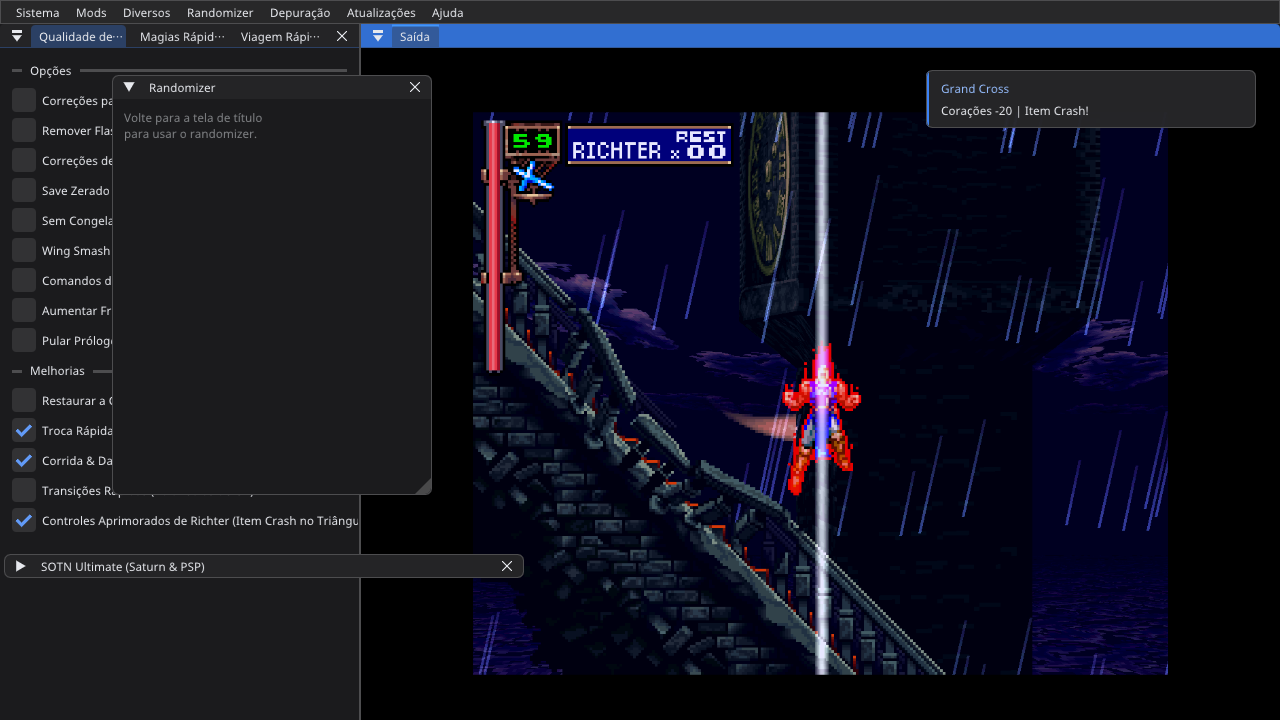 Sistema Mods Diversos Randomizer Depuração Atualizações Ajuda
Qualidade de··· Magias Rápid··· Viagem Rápi···
Saída
Opções
Correções pa
Remover Flas
Correções de
Save Zerado
Sem Congela
Wing Smash
Comandos d
Aumentar Fr
Pular Prólogo
Melhorias
Restaurar a
Troca Rápida
Corrida & Da
Transições
Controles Aprimorados de Richter (Item Crash no Triângu
Randomizer
Volte para a tela de título
para usar o randomizer.
SOTN Ultimate (Saturn & PSP)
Grand Cross
Corações -20 | Item Crash!
59
REST
RICHTER x 00